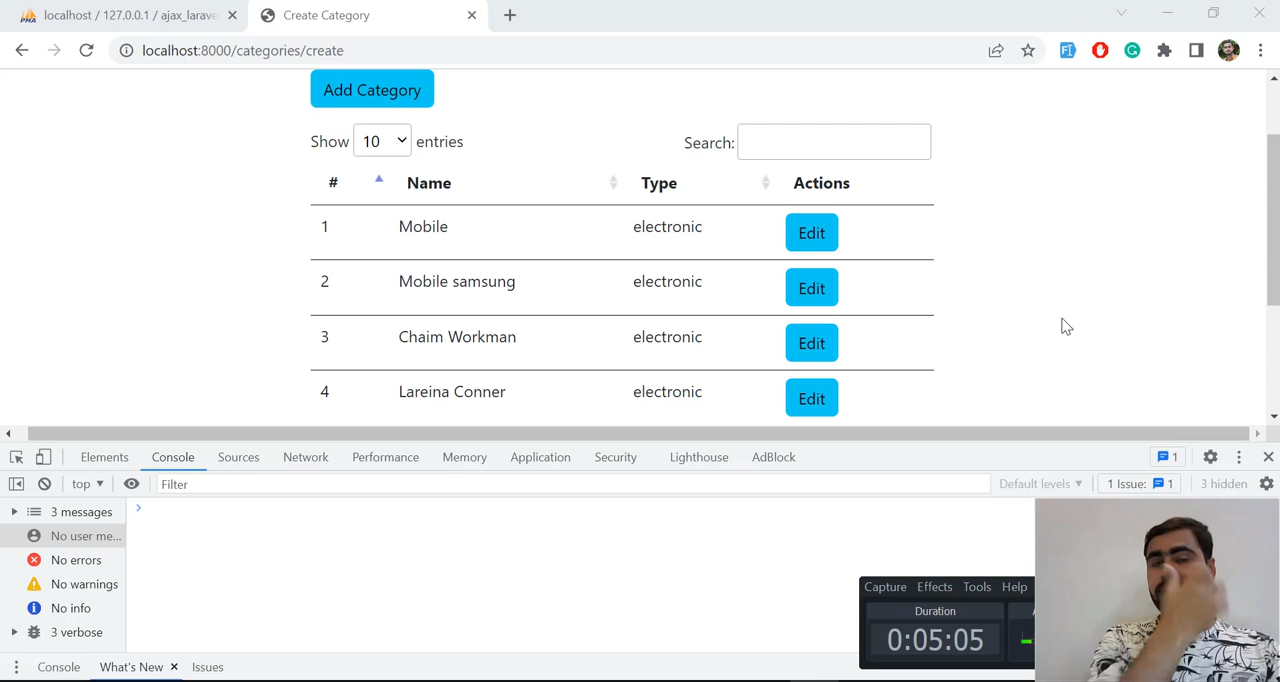 localhost / 127.0.0.1 / ajax_larave
Create Category
localhost:8000/categories/create
Add Category
Show 10 entries
Search:
# Name Type Actions
1 Mobile electronic Edit
2 Mobile samsung electronic Edit
3 Chaim Workman electronic Edit
4 Lareina Conner electronic Edit
Elements Console Sources Network Performance Memory Application Security Lighthouse AdBlock 1
top Filter Default levels 1 Issue: 1 3 hidden
3 messages
No user me...
No errors
No warnings
No info
3 verbose
Capture Effects Tools Help
Duration
0:05:05
Console What's New Issues